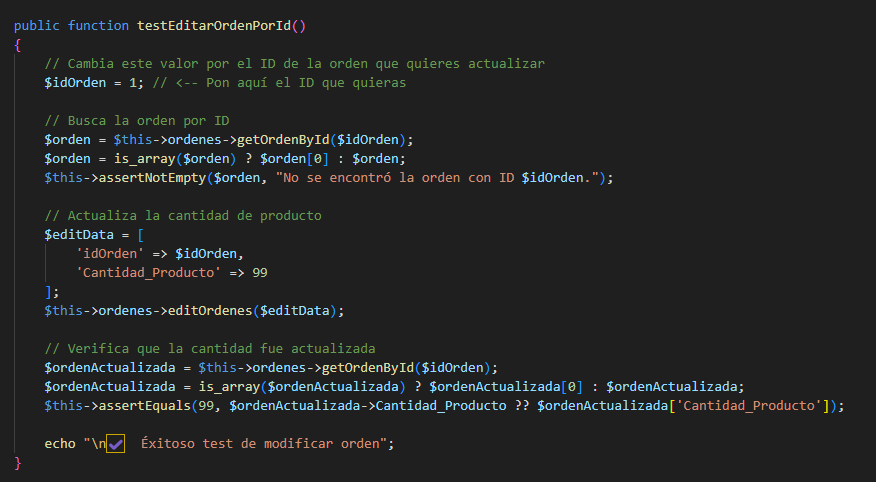 public function testEditarOrdenPorId()
{
    // Cambia este valor por el ID de la orden que quieres actualizar
    $idOrden = 1; // <-- Pon aquí el ID que quieras

    // Busca la orden por ID
    $orden = $this->ordenes->getOrdenById($idOrden);
    $orden = is_array($orden) ? $orden[0] : $orden;
    $this->assertNotEmpty($orden, "No se encontró la orden con ID $idOrden.");

    // Actualiza la cantidad de producto
    $editData = [
        'idOrden' => $idOrden,
        'Cantidad_Producto' => 99
    ];
    $this->ordenes->editOrdenes($editData);

    // Verifica que la cantidad fue actualizada
    $ordenActualizada = $this->ordenes->getOrdenById($idOrden);
    $ordenActualizada = is_array($ordenActualizada) ? $ordenActualizada[0] : $ordenActualizada;
    $this->assertEquals(99, $ordenActualizada->Cantidad_Producto ?? $ordenActualizada['Cantidad_Producto']);

    echo "\n✔ Éxitoso test de modificar orden";
}